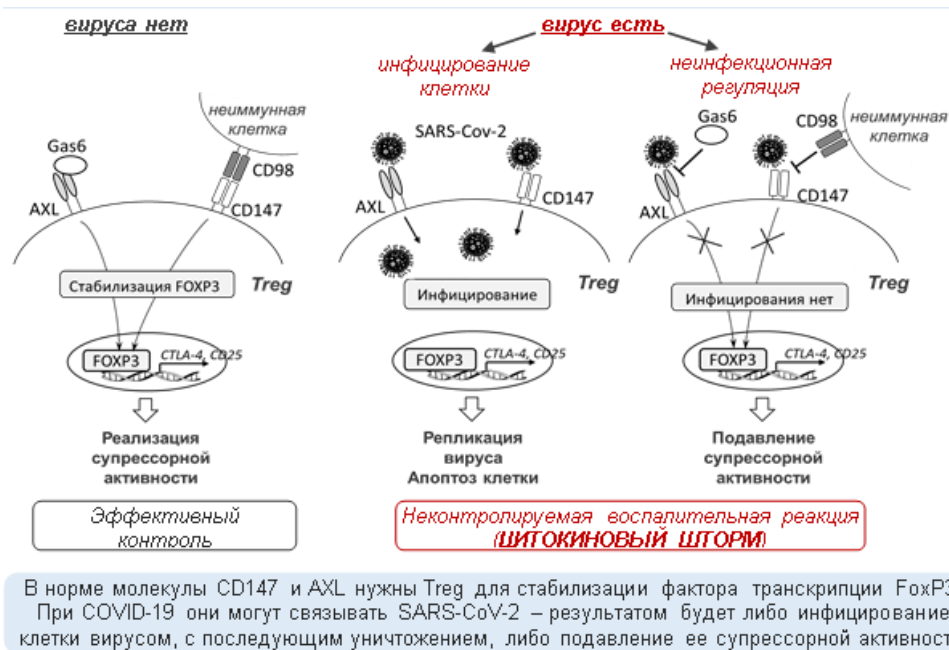 вируса нет
вирус есть
инфицирование
клетки
неинфекционная
регуляция
неиммунная
клетка
Gas6
CD98
AXL
CD147
Стабилизация FOXP3
Treg
FOXP3
CTLA-4, CD25
Реализация
супрессорной
активности
Эффективный
контроль
SARS-Cov-2
AXL
CD147
Инфицирование
Treg
FOXP3
CTLA-4, CD25
Репликация
вируса
Апоптоз клетки
Gas6
CD98
неиммунная
клетка
AXL
CD147
Инфицирования нет
Treg
FOXP3
CTLA-4, CD25
Подавление
супрессорной
активности
Неконтролируемая воспалительная реакция
(ЦИТОКИНОВЫЙ ШТОРМ)
В норме молекулы CD147 и AXL нужны Treg для стабилизации фактора транскрипции FoxP3
При COVID-19 они могут связывать SARS-CoV-2 – результатом будет либо инфицирование
клетки вирусом, с последующим уничтожением, либо подавление ее супрессорной активност